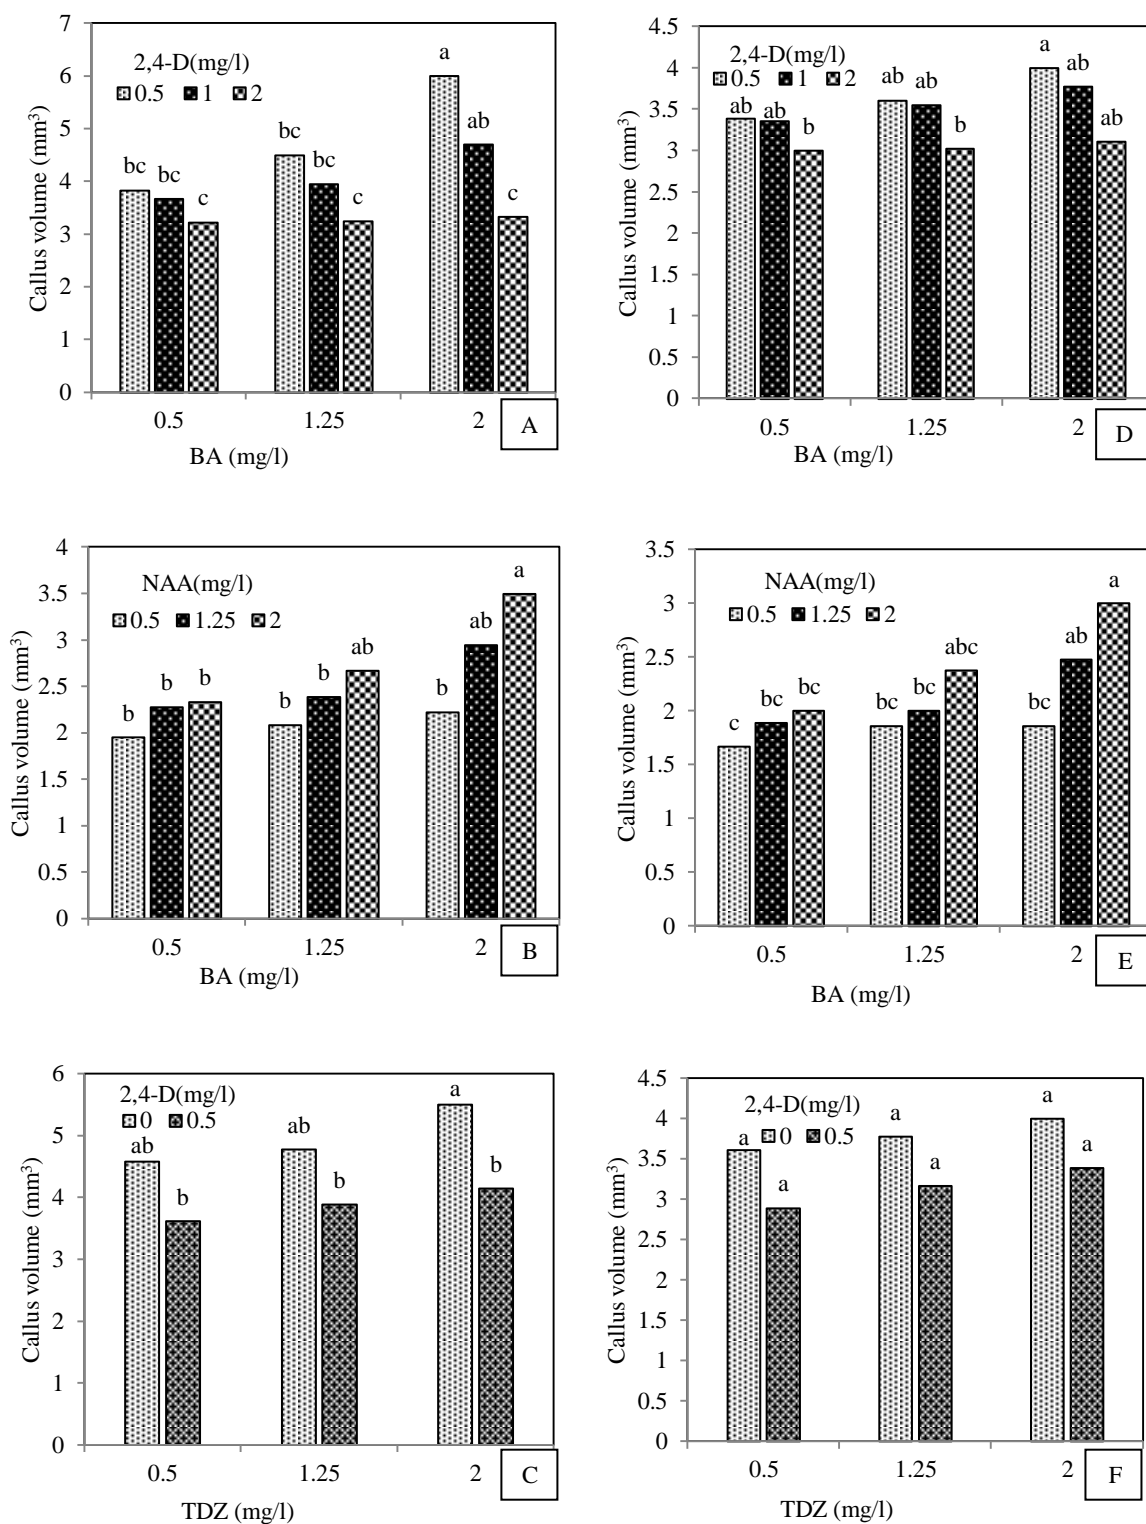 7
6
5
4
3
2
1
0
Callus volume (mm³)
2,4-D(mg/l)
0.5 1 2
bc bc c
bc bc c
a ab c
0.5 1.25 2
BA (mg/l)
A
4.5
4
3.5
3
2.5
2
1.5
1
0.5
0
Callus volume (mm³)
2,4-D(mg/l)
0.5 1 2
ab ab b
ab ab b
a ab ab
0.5 1.25 2
BA (mg/l)
D
4
3.5
3
2.5
2
1.5
1
0.5
0
Callus volume (mm³)
NAA(mg/l)
0.5 1.25 2
b b b
b b ab
b ab a
0.5 1.25 2
BA (mg/l)
B
3.5
3
2.5
2
1.5
1
0.5
0
Callus volume (mm³)
NAA(mg/l)
0.5 1.25 2
c bc bc
bc bc abc
bc ab a
0.5 1.25 2
BA (mg/l)
E
6
5
4
3
2
1
0
Callus volume (mm³)
2,4-D(mg/l)
0 0.5
ab b
ab b
a b
0.5 1.25 2
TDZ (mg/l)
C
4.5
4
3.5
3
2.5
2
1.5
1
0.5
0
Callus volume (mm³)
2,4-D(mg/l)
0 0.5
a a
a a
a a
0.5 1.25 2
TDZ (mg/l)
F